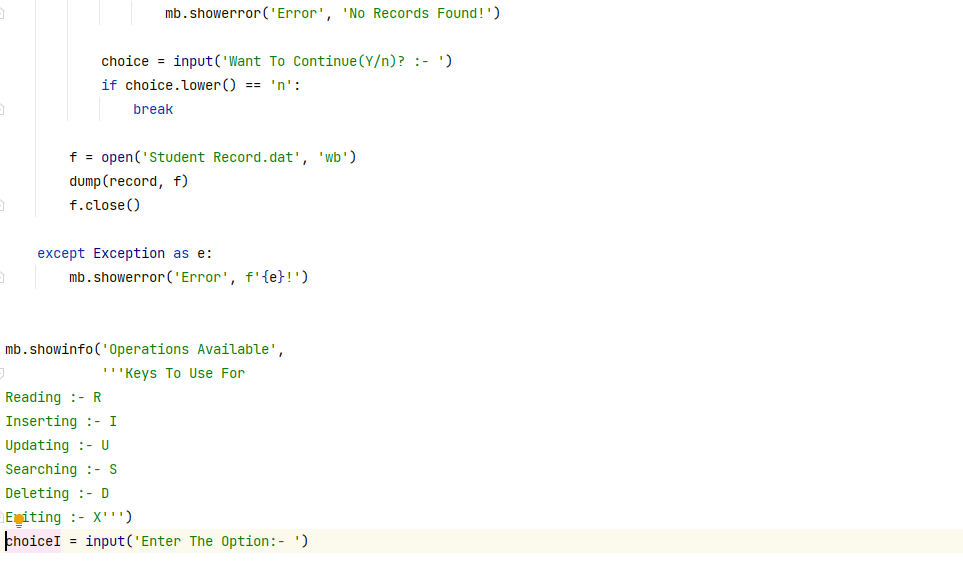 mb.showerror('Error', 'No Records Found!')
choice = input('Want To Continue(Y/n)? :- ')
if choice.lower() == 'n':
break
f = open('Student Record.dat', 'wb')
dump(record, f)
f.close()
except Exception as e:
mb.showerror('Error', f'{e}!')
mb.showinfo('Operations Available',
'''Keys To Use For
Reading :- R
Inserting :- I
Updating :- U
Searching :- S
Deleting :- D
Exiting :- X''')
choiceI = input('Enter The Option:- ')